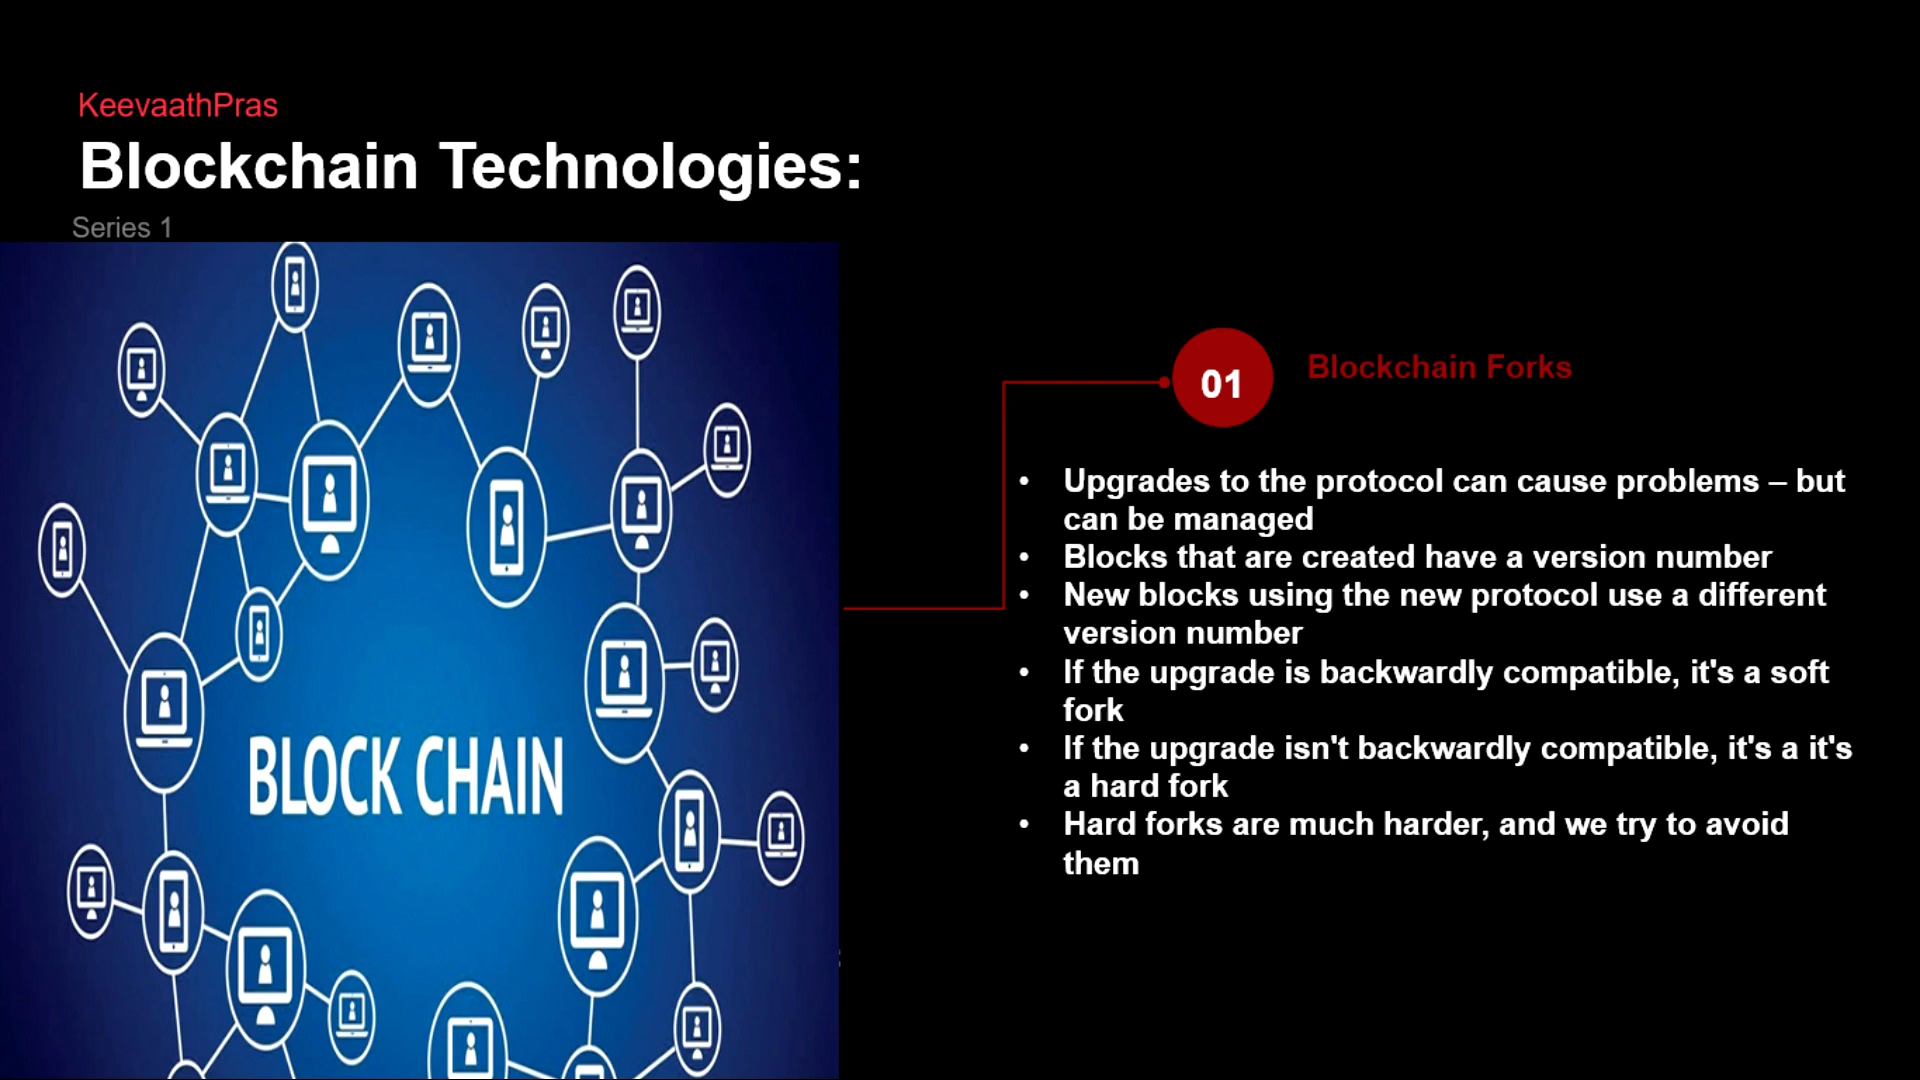 KeevaathPras
Blockchain Technologies:
Series 1
BLOCK CHAIN
01
Blockchain Forks
• Upgrades to the protocol can cause problems – but
can be managed
• Blocks that are created have a version number
• New blocks using the new protocol use a different
version number
• If the upgrade is backwardly compatible, it's a soft
fork
• If the upgrade isn't backwardly compatible, it's a it's
a hard fork
• Hard forks are much harder, and we try to avoid
them